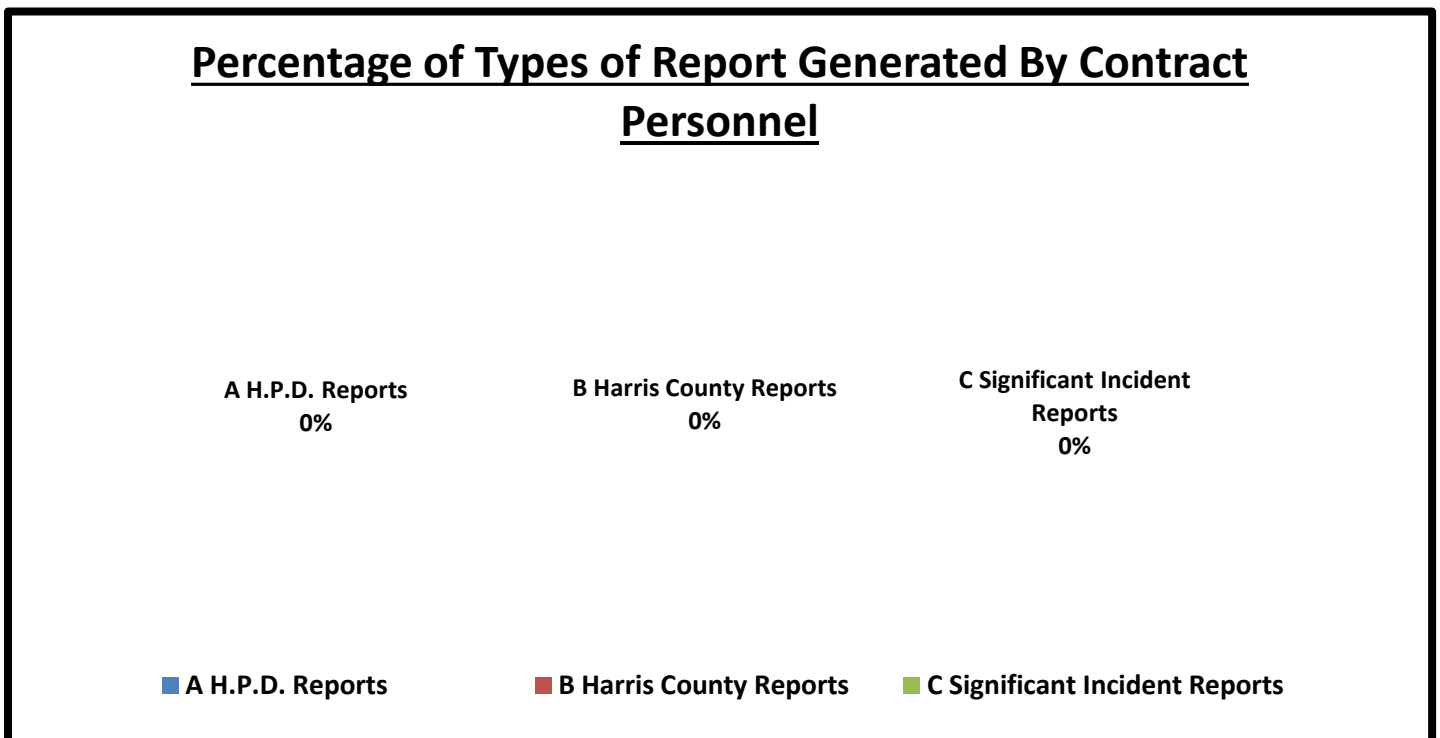 Percentage of Types of Report Generated By Contract
Personnel
A H.P.D. Reports
0%
B Harris County Reports
0%
C Significant Incident
Reports
0%
A H.P.D. Reports
B Harris County Reports
C Significant Incident Reports